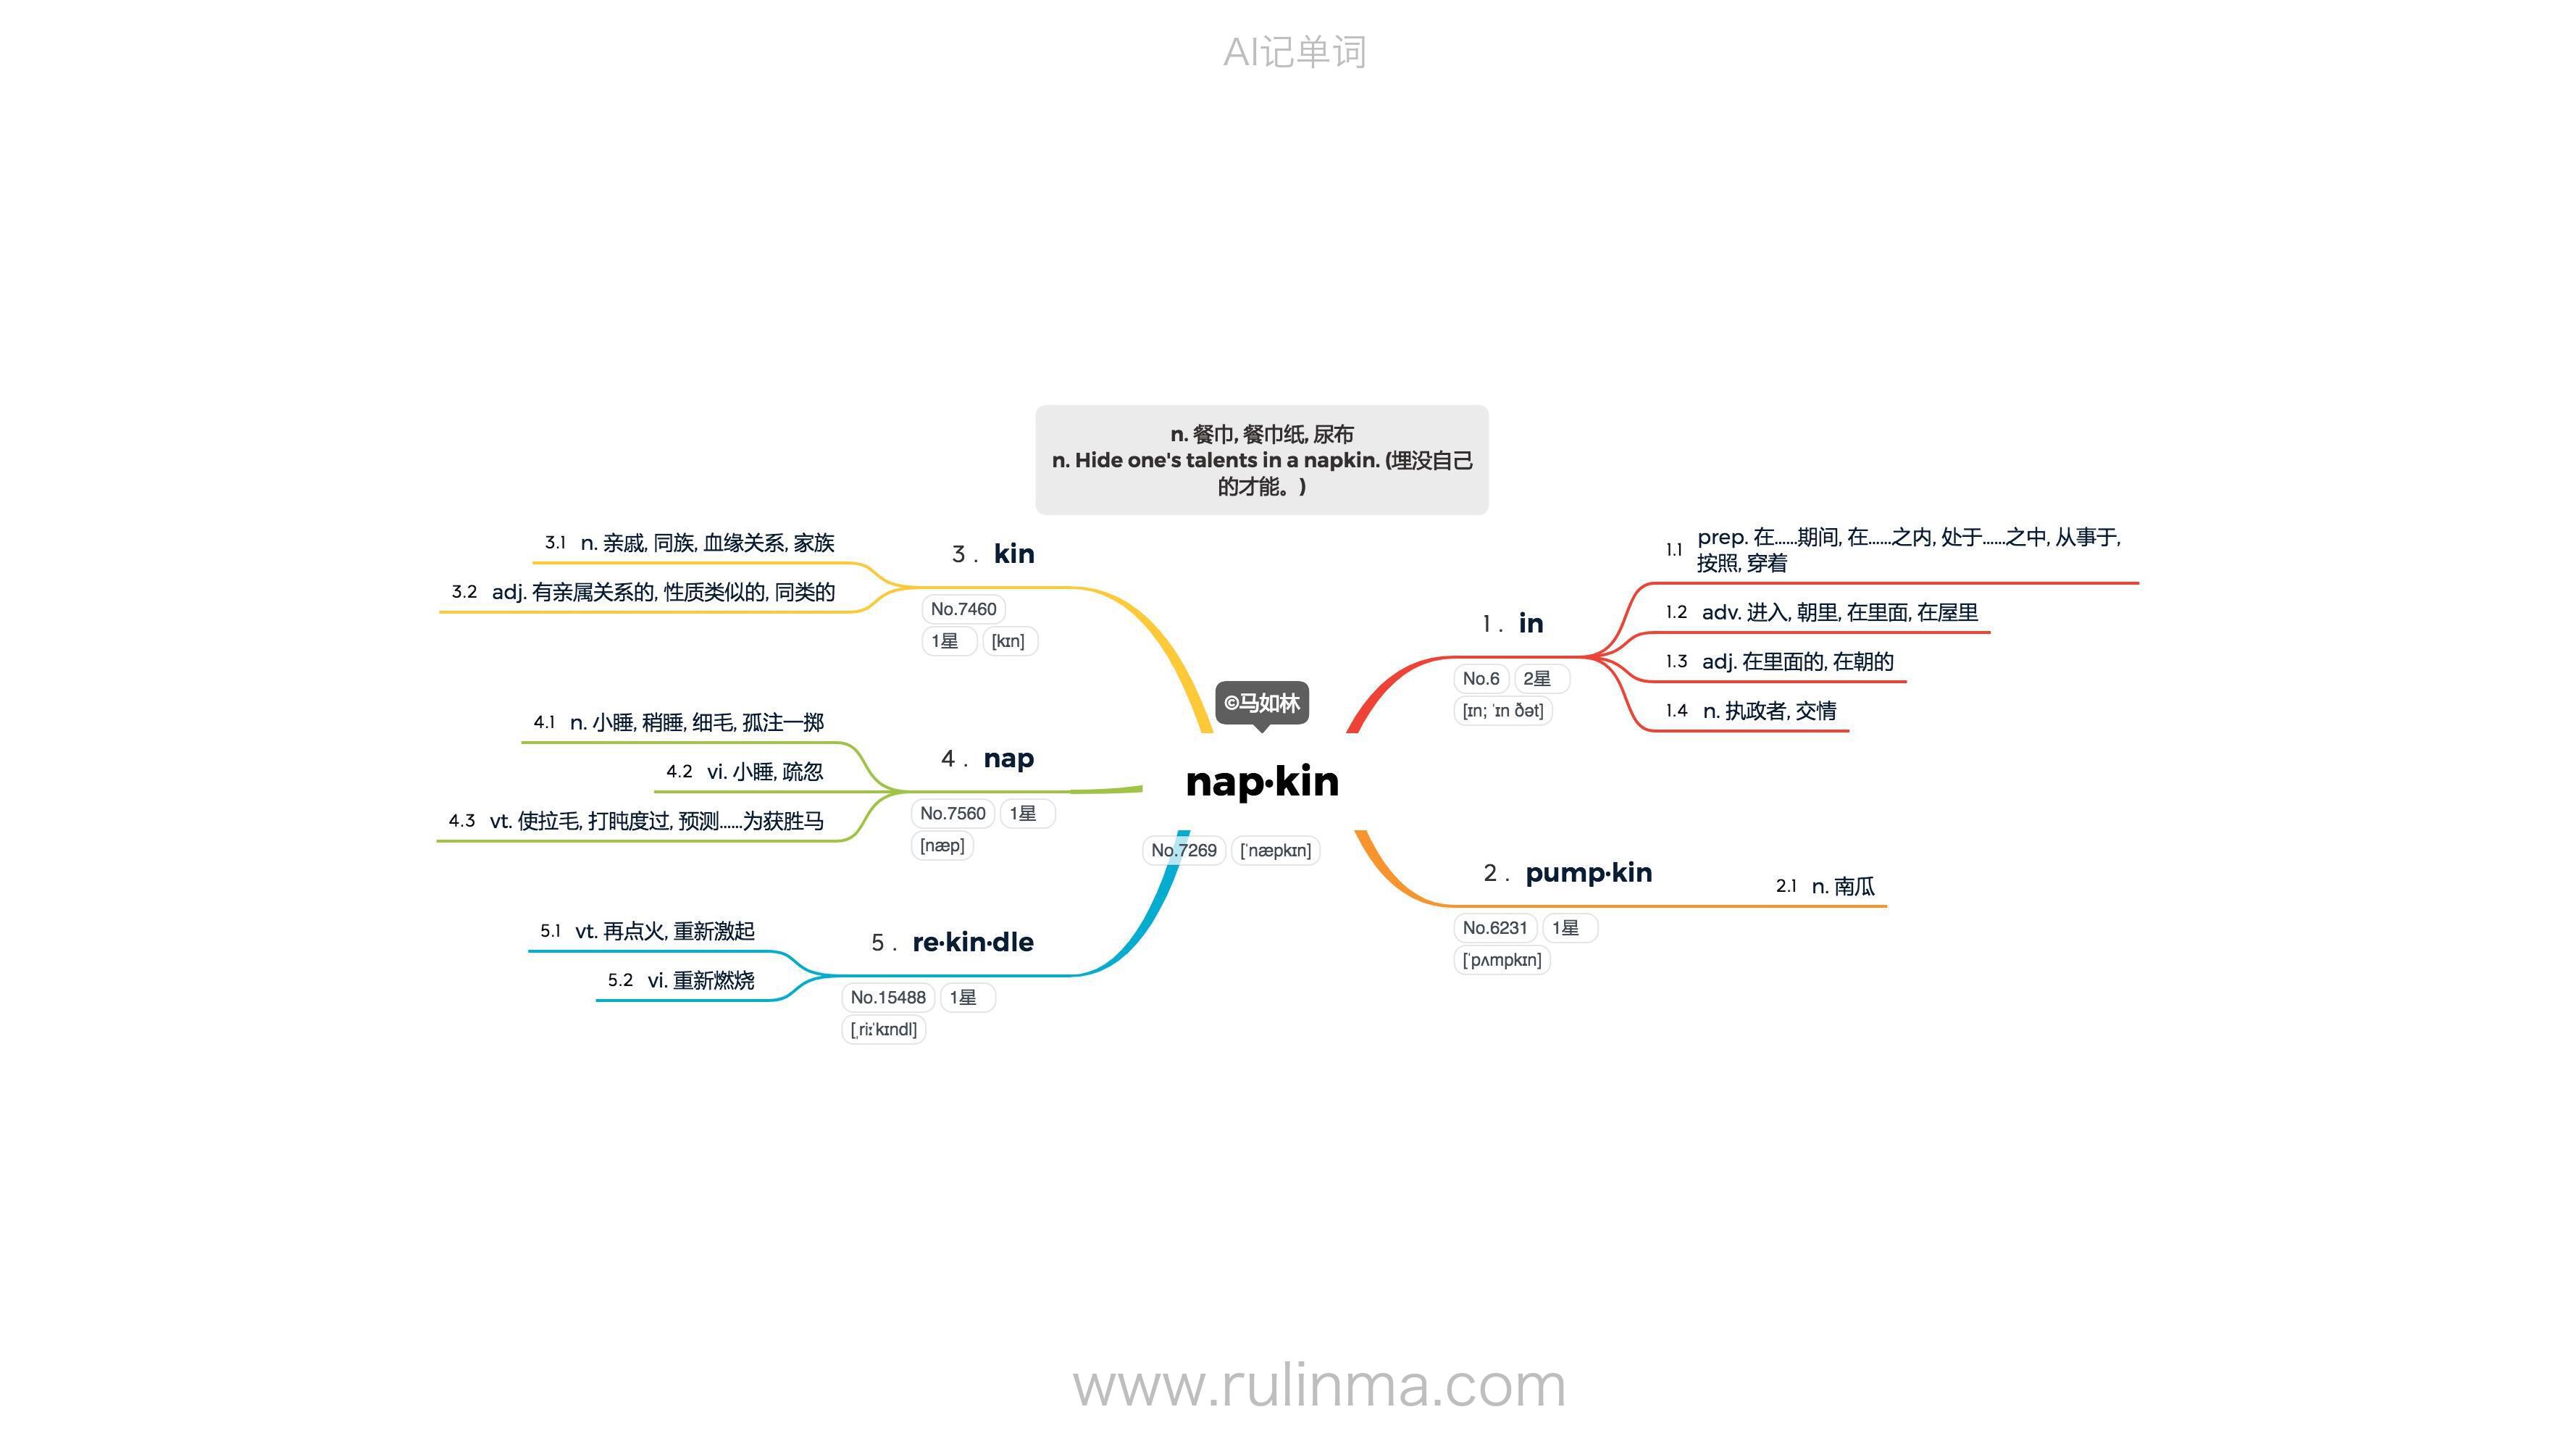 AI记单词
n. 餐巾, 餐巾纸, 尿布
n. Hide one's talents in a napkin. (埋没自己
的才能。)
©马如林
nap·kin
No.7269 [ˈnæpkɪn]
1 . in
No.6 2星
[ɪn; ˈɪn ðət]
1.1 prep. 在……期间, 在……之内, 处于……之中, 从事于,
按照, 穿着
1.2 adv. 进入, 朝里, 在里面, 在屋里
1.3 adj. 在里面的, 在朝的
1.4 n. 执政者, 交情
2 . pump·kin
No.6231 1星
[ˈpʌmpkɪn]
2.1 n. 南瓜
3 . kin
No.7460
1星 [kɪn]
3.1 n. 亲戚, 同族, 血缘关系, 家族
3.2 adj. 有亲属关系的, 性质类似的, 同类的
4 . nap
No.7560 1星
[næp]
4.1 n. 小睡, 稍睡, 细毛, 孤注一掷
4.2 vi. 小睡, 疏忽
4.3 vt. 使拉毛, 打盹度过, 预测……为获胜马
5 . re·kin·dle
No.15488 1星
[ˌriːˈkɪndl]
5.1 vt. 再点火, 重新激起
5.2 vi. 重新燃烧
www.rulinma.com